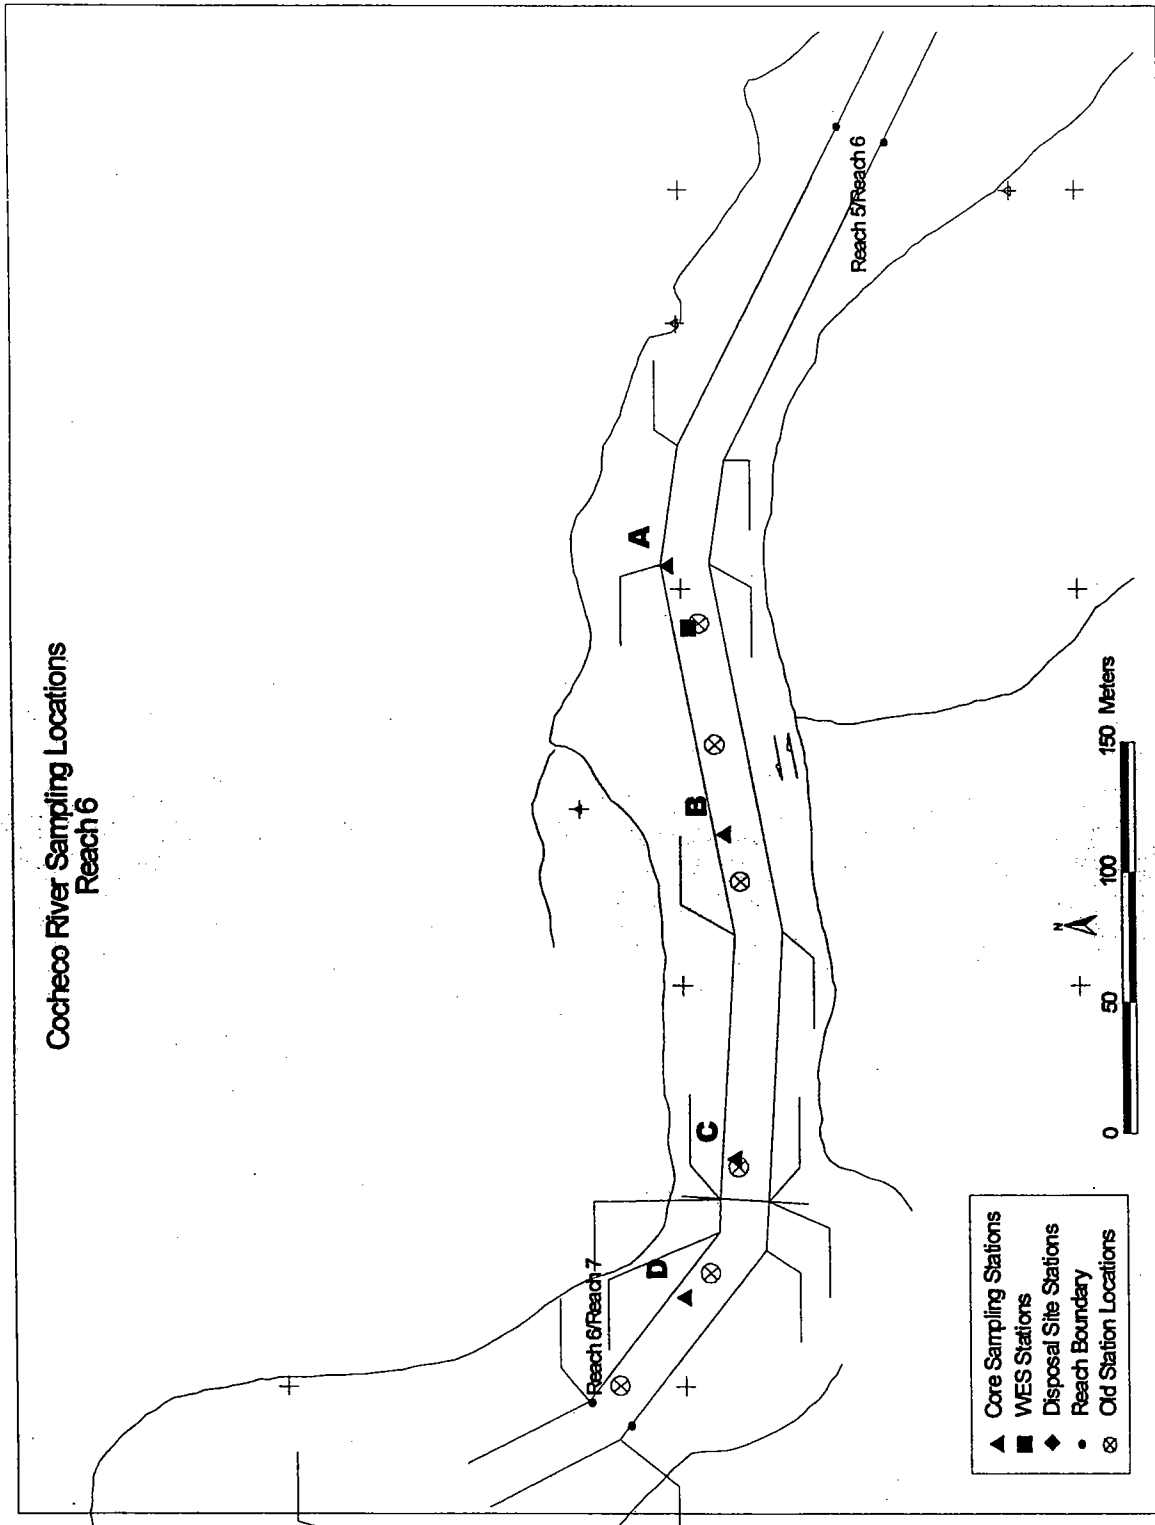 Cocheco River Sampling Locations
Reach 6
Reach 5/Reach 6
A
B
C
D
Reach 6/Reach 7
N
0 50 100 150 Meters
Core Sampling Stations
WES Stations
Disposal Site Stations
Reach Boundary
Old Station Locations